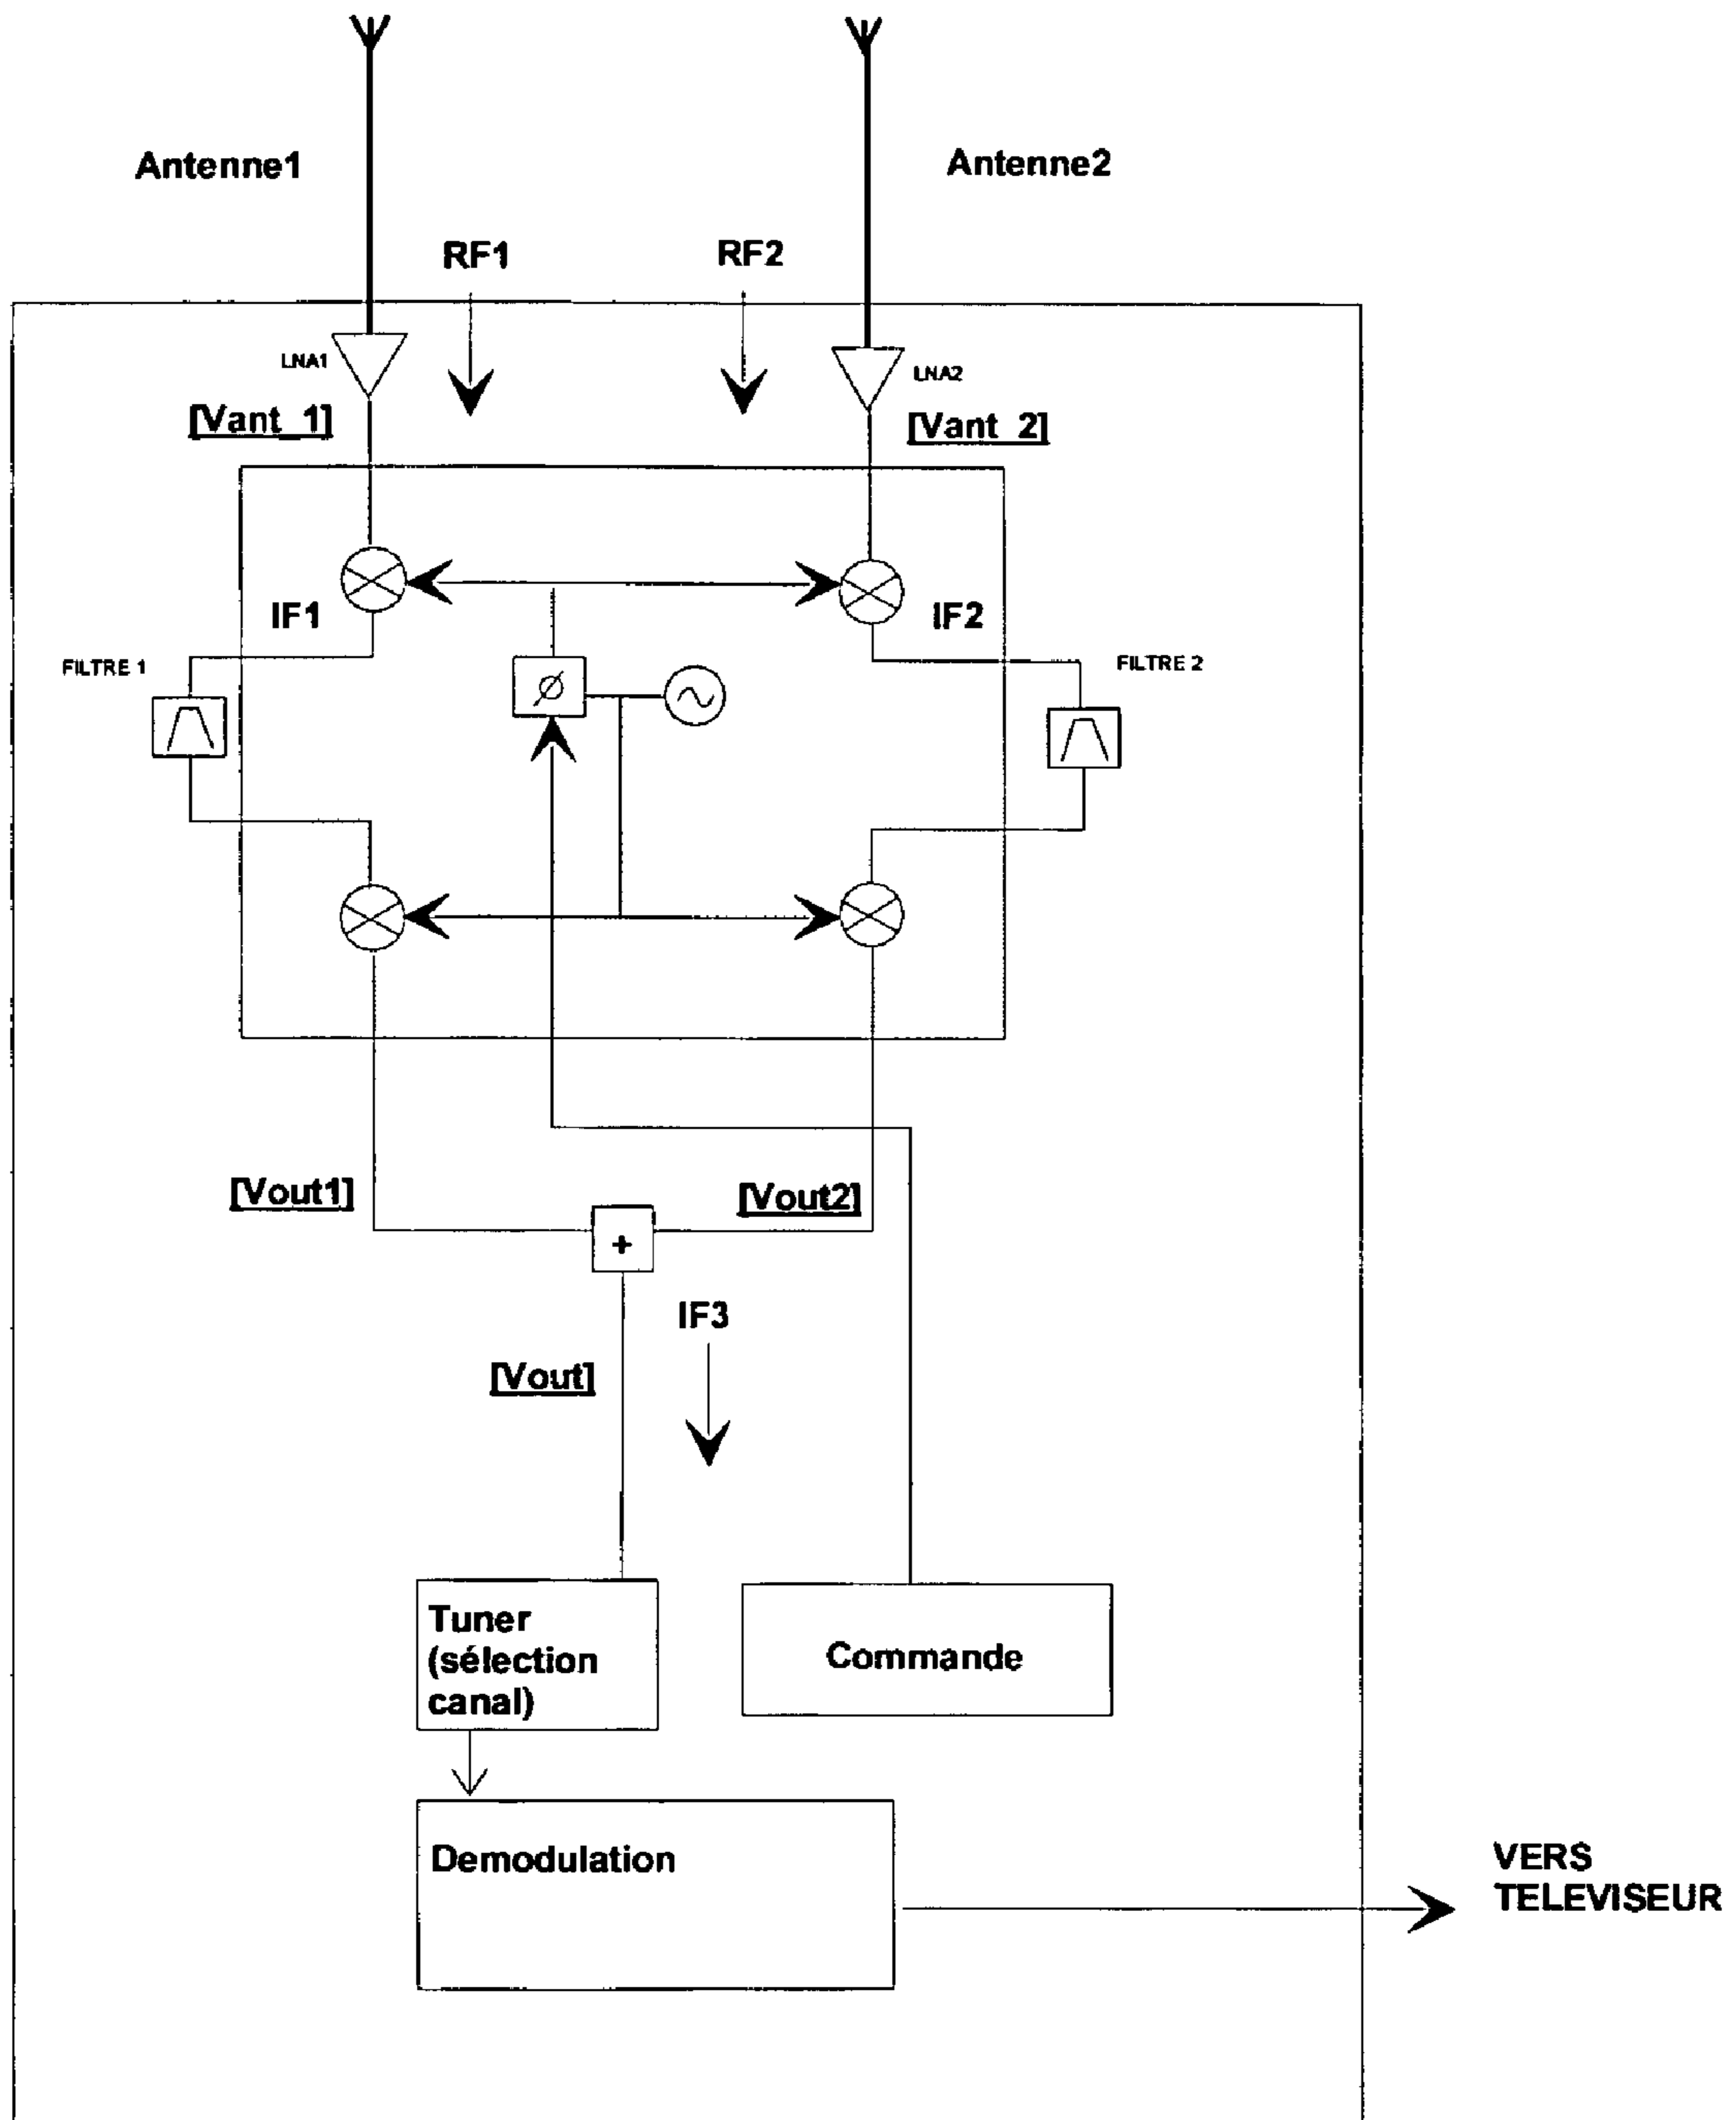 Antenne1
Antenne2
RF1
RF2
LNA1
LNA2
[Vant_1]
[Vant_2]
IF1
IF2
FILTRE 1
FILTRE 2
Ø
[Vout1]
[Vout2]
+
IF3
[Vout]
Tuner
(sélection
canal)
Commande
Demodulation
VERS
TELEVISEUR